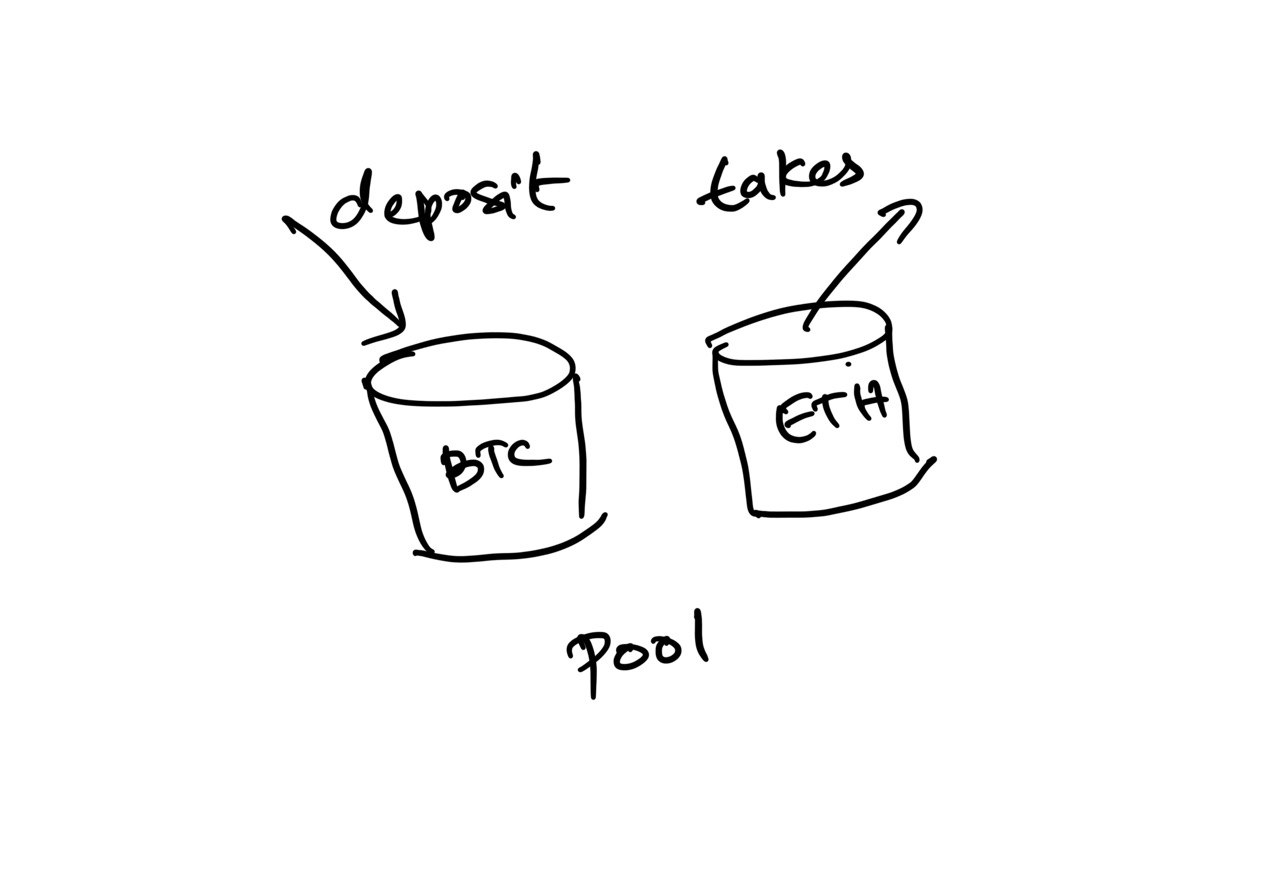 deposit takes
BTC ETH
pool